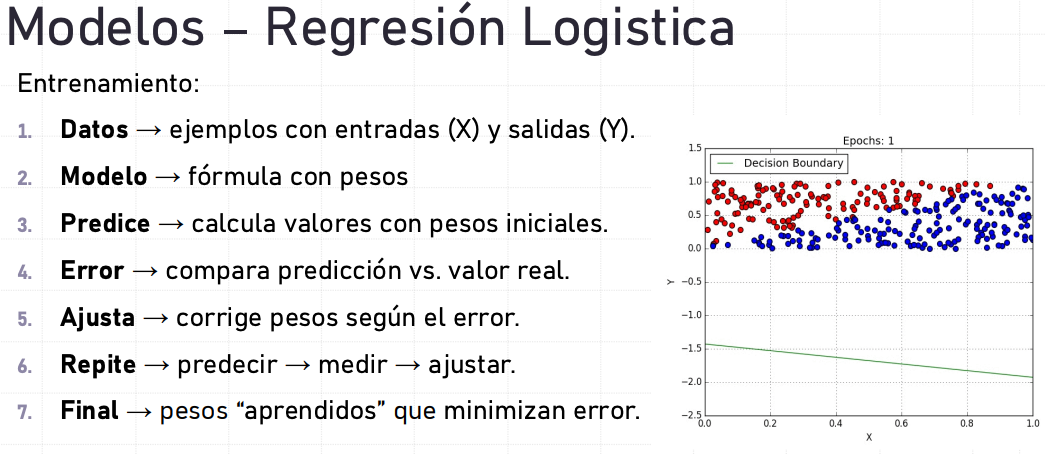 Modelos – Regresión Logistica
Entrenamiento:
1. Datos → ejemplos con entradas (X) y salidas (Y).
2. Modelo → fórmula con pesos
3. Predice → calcula valores con pesos iniciales.
4. Error → compara predicción vs. valor real.
5. Ajusta → corrige pesos según el error.
6. Repite → predecir → medir → ajustar.
7. Final → pesos “aprendidos” que minimizan error.
Epochs: 1
Decision Boundary
1.5
1.0
0.5
0.0
−0.5
−1.0
−1.5
−2.0
−2.5
Y
0.0 0.2 0.4 0.6 0.8 1.0
X